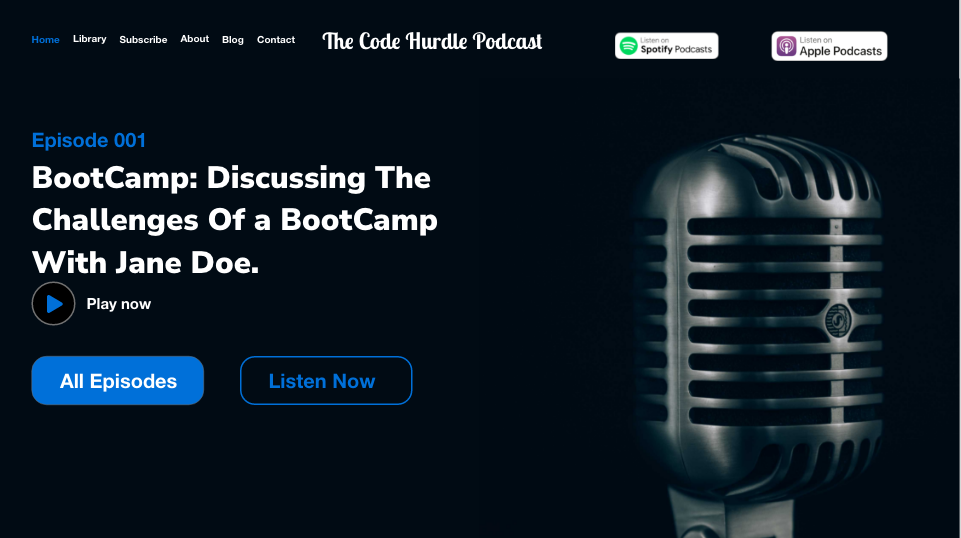 Home Library Subscribe About Blog Contact The Code Hurdle Podcast
Listen on
Spotify Podcasts
Listen on
Apple Podcasts
Episode 001
BootCamp: Discussing The
Challenges Of a BootCamp
With Jane Doe.
Play now
All Episodes Listen Now